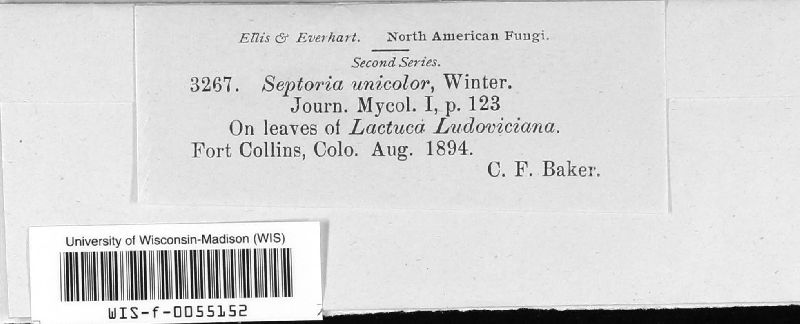 Ellis & Everhart. North American Fungi.
Second Series.
3267. Septoria unicolor, Winter.
Journ. Mycol. I, p. 123
On leaves of Lactuca Ludoviciana.
Fort Collins, Colo. Aug. 1894.
C. F. Baker.
University of Wisconsin-Madison (WIS)
WIS-f-0055152